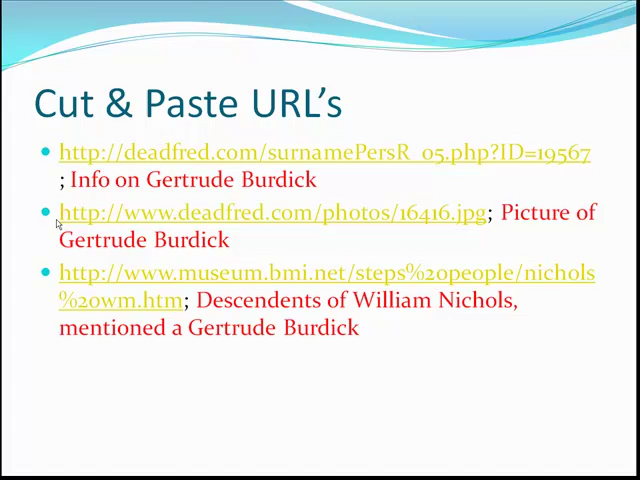 Cut & Paste URL’s
http://deadfred.com/surnamePersR_05.php?ID=19567
; Info on Gertrude Burdick
http://www.deadfred.com/photos/16416.jpg; Picture of
Gertrude Burdick
http://www.museum.bmi.net/steps%20people/nichols
%20wm.htm; Descendents of William Nichols,
mentioned a Gertrude Burdick